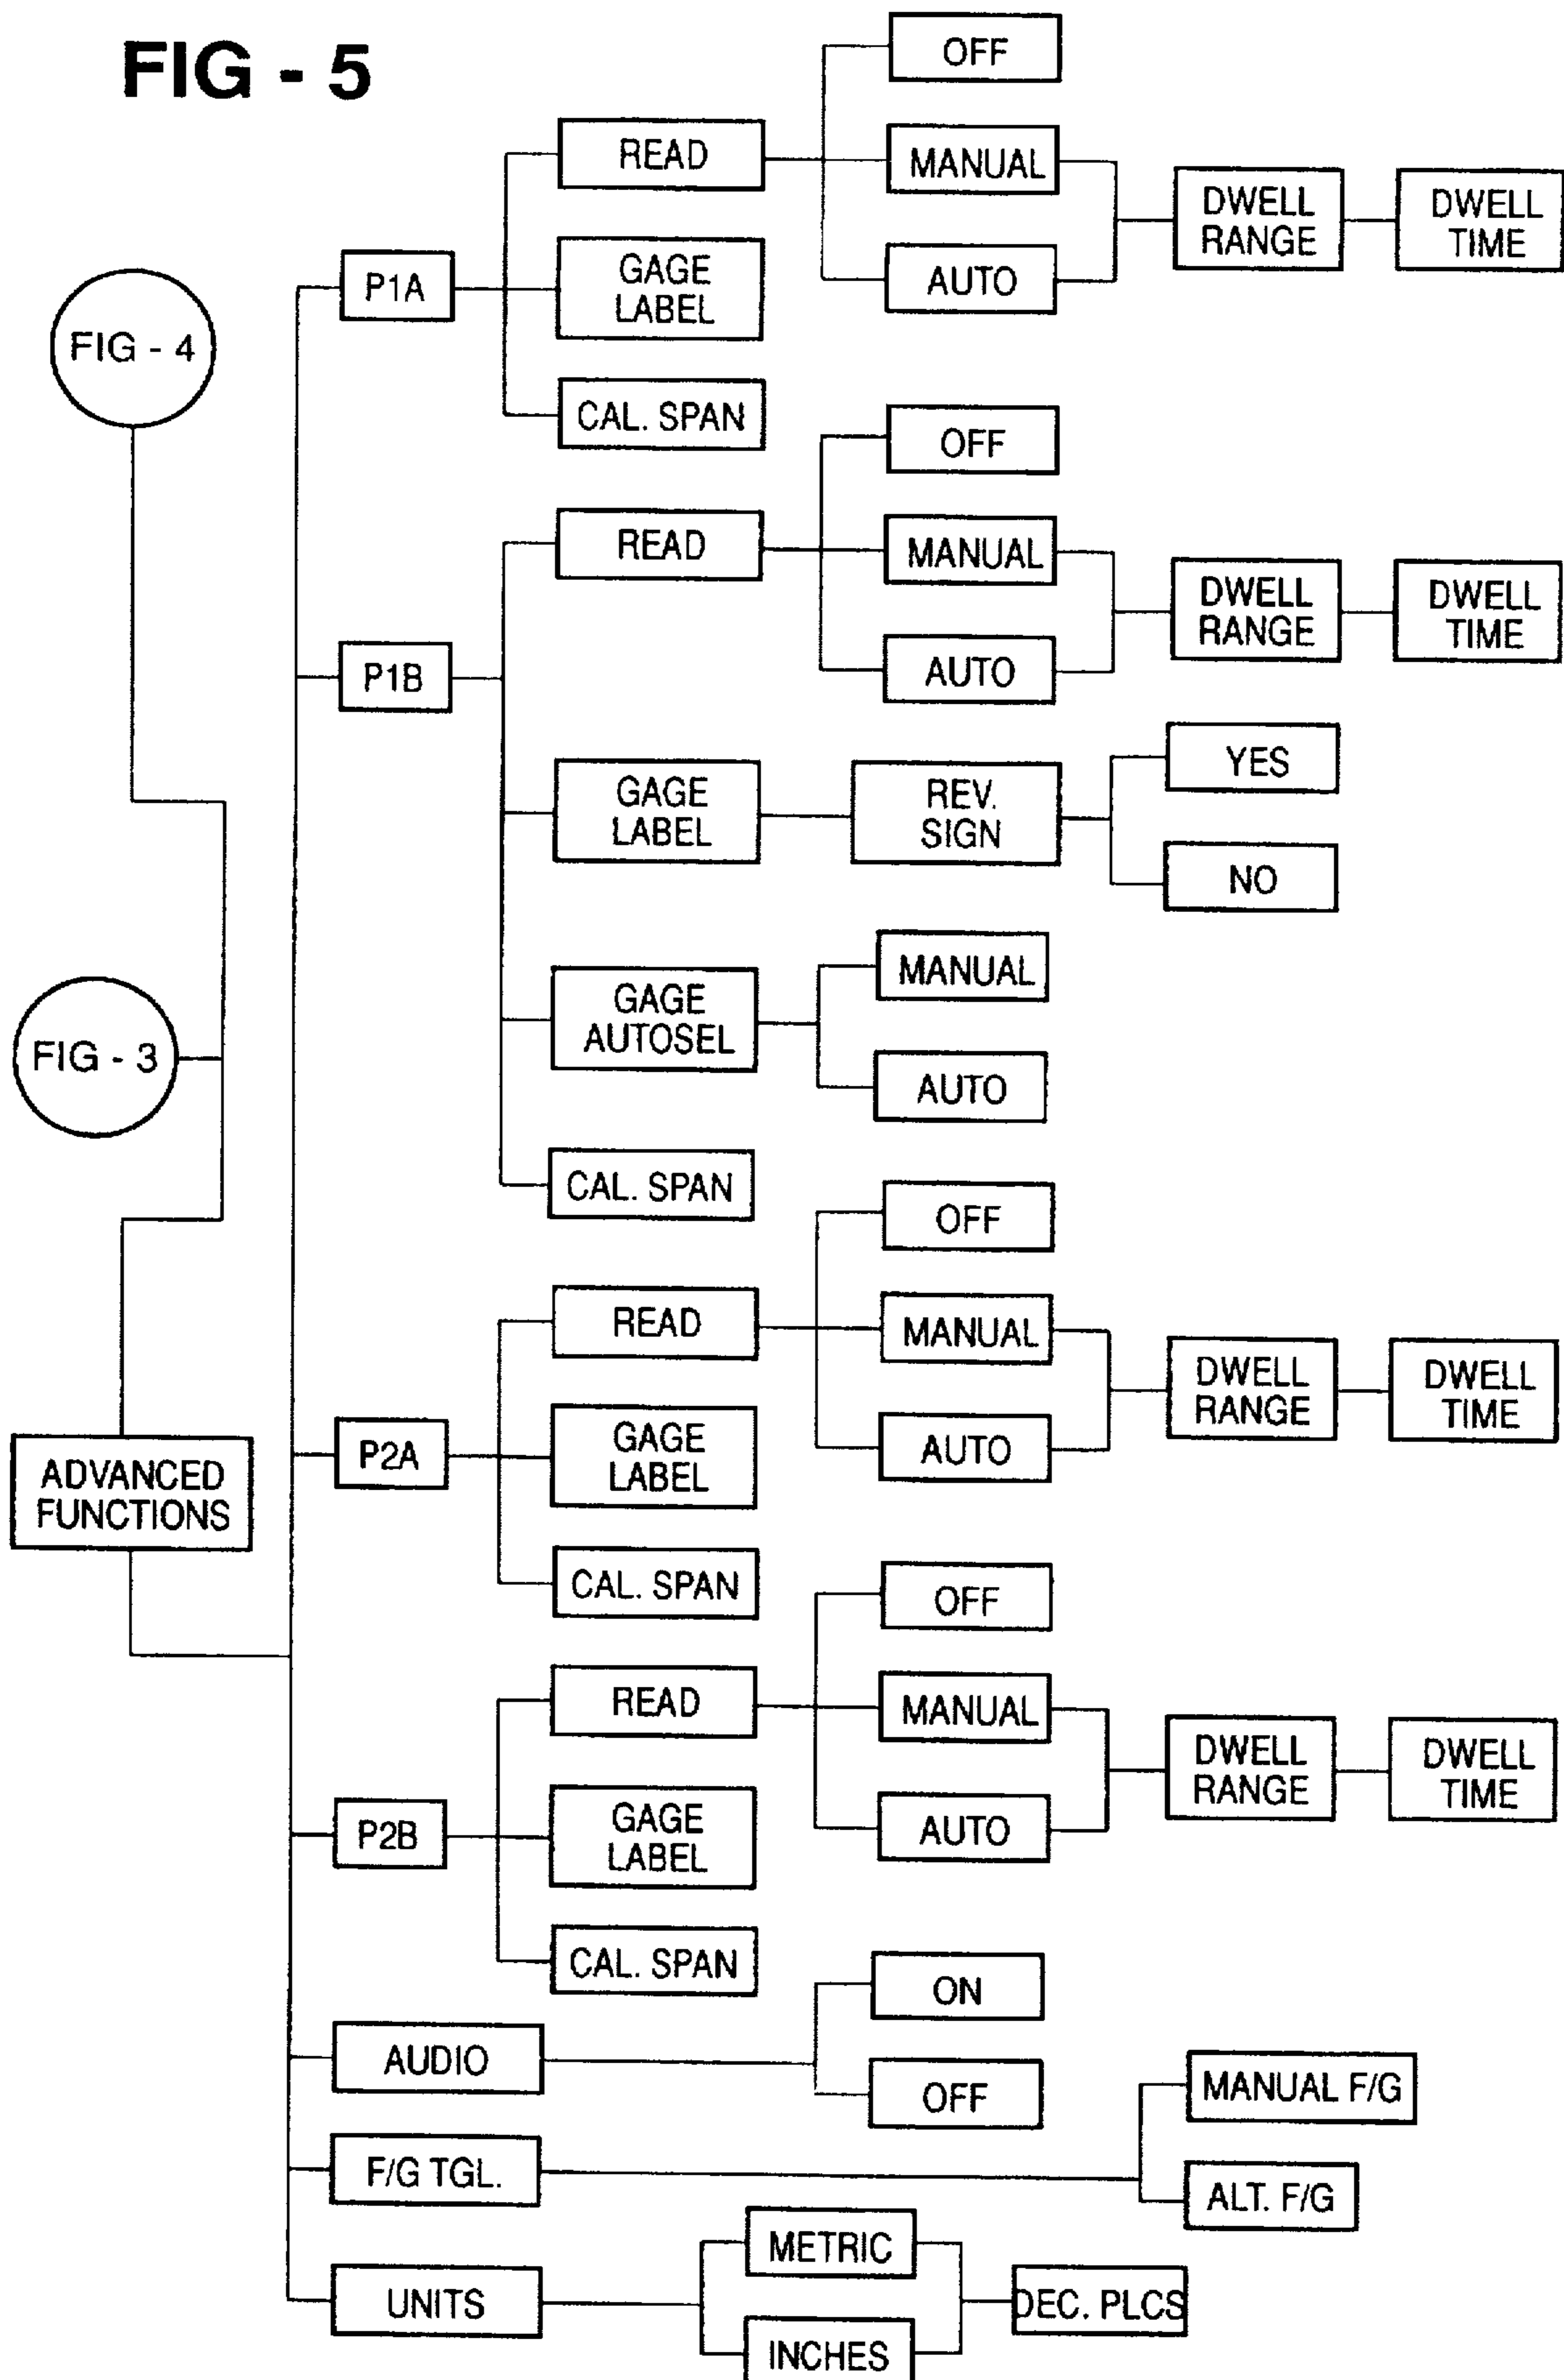 FIG - 5
OFF
READ
MANUAL
DWELL
RANGE
DWELL
TIME
P1A
GAGE
LABEL
AUTO
FIG - 4
CAL. SPAN
OFF
READ
MANUAL
DWELL
RANGE
DWELL
TIME
P1B
AUTO
GAGE
LABEL
REV.
SIGN
YES
NO
GAGE
AUTOSEL
MANUAL
FIG - 3
AUTO
CAL. SPAN
OFF
READ
MANUAL
DWELL
RANGE
DWELL
TIME
ADVANCED
FUNCTIONS
P2A
GAGE
LABEL
AUTO
CAL. SPAN
OFF
READ
MANUAL
DWELL
RANGE
DWELL
TIME
P2B
GAGE
LABEL
AUTO
CAL. SPAN
ON
AUDIO
OFF
MANUAL F/G
F/G TGL.
ALT. F/G
METRIC
UNITS
DEC. PLCS
INCHES